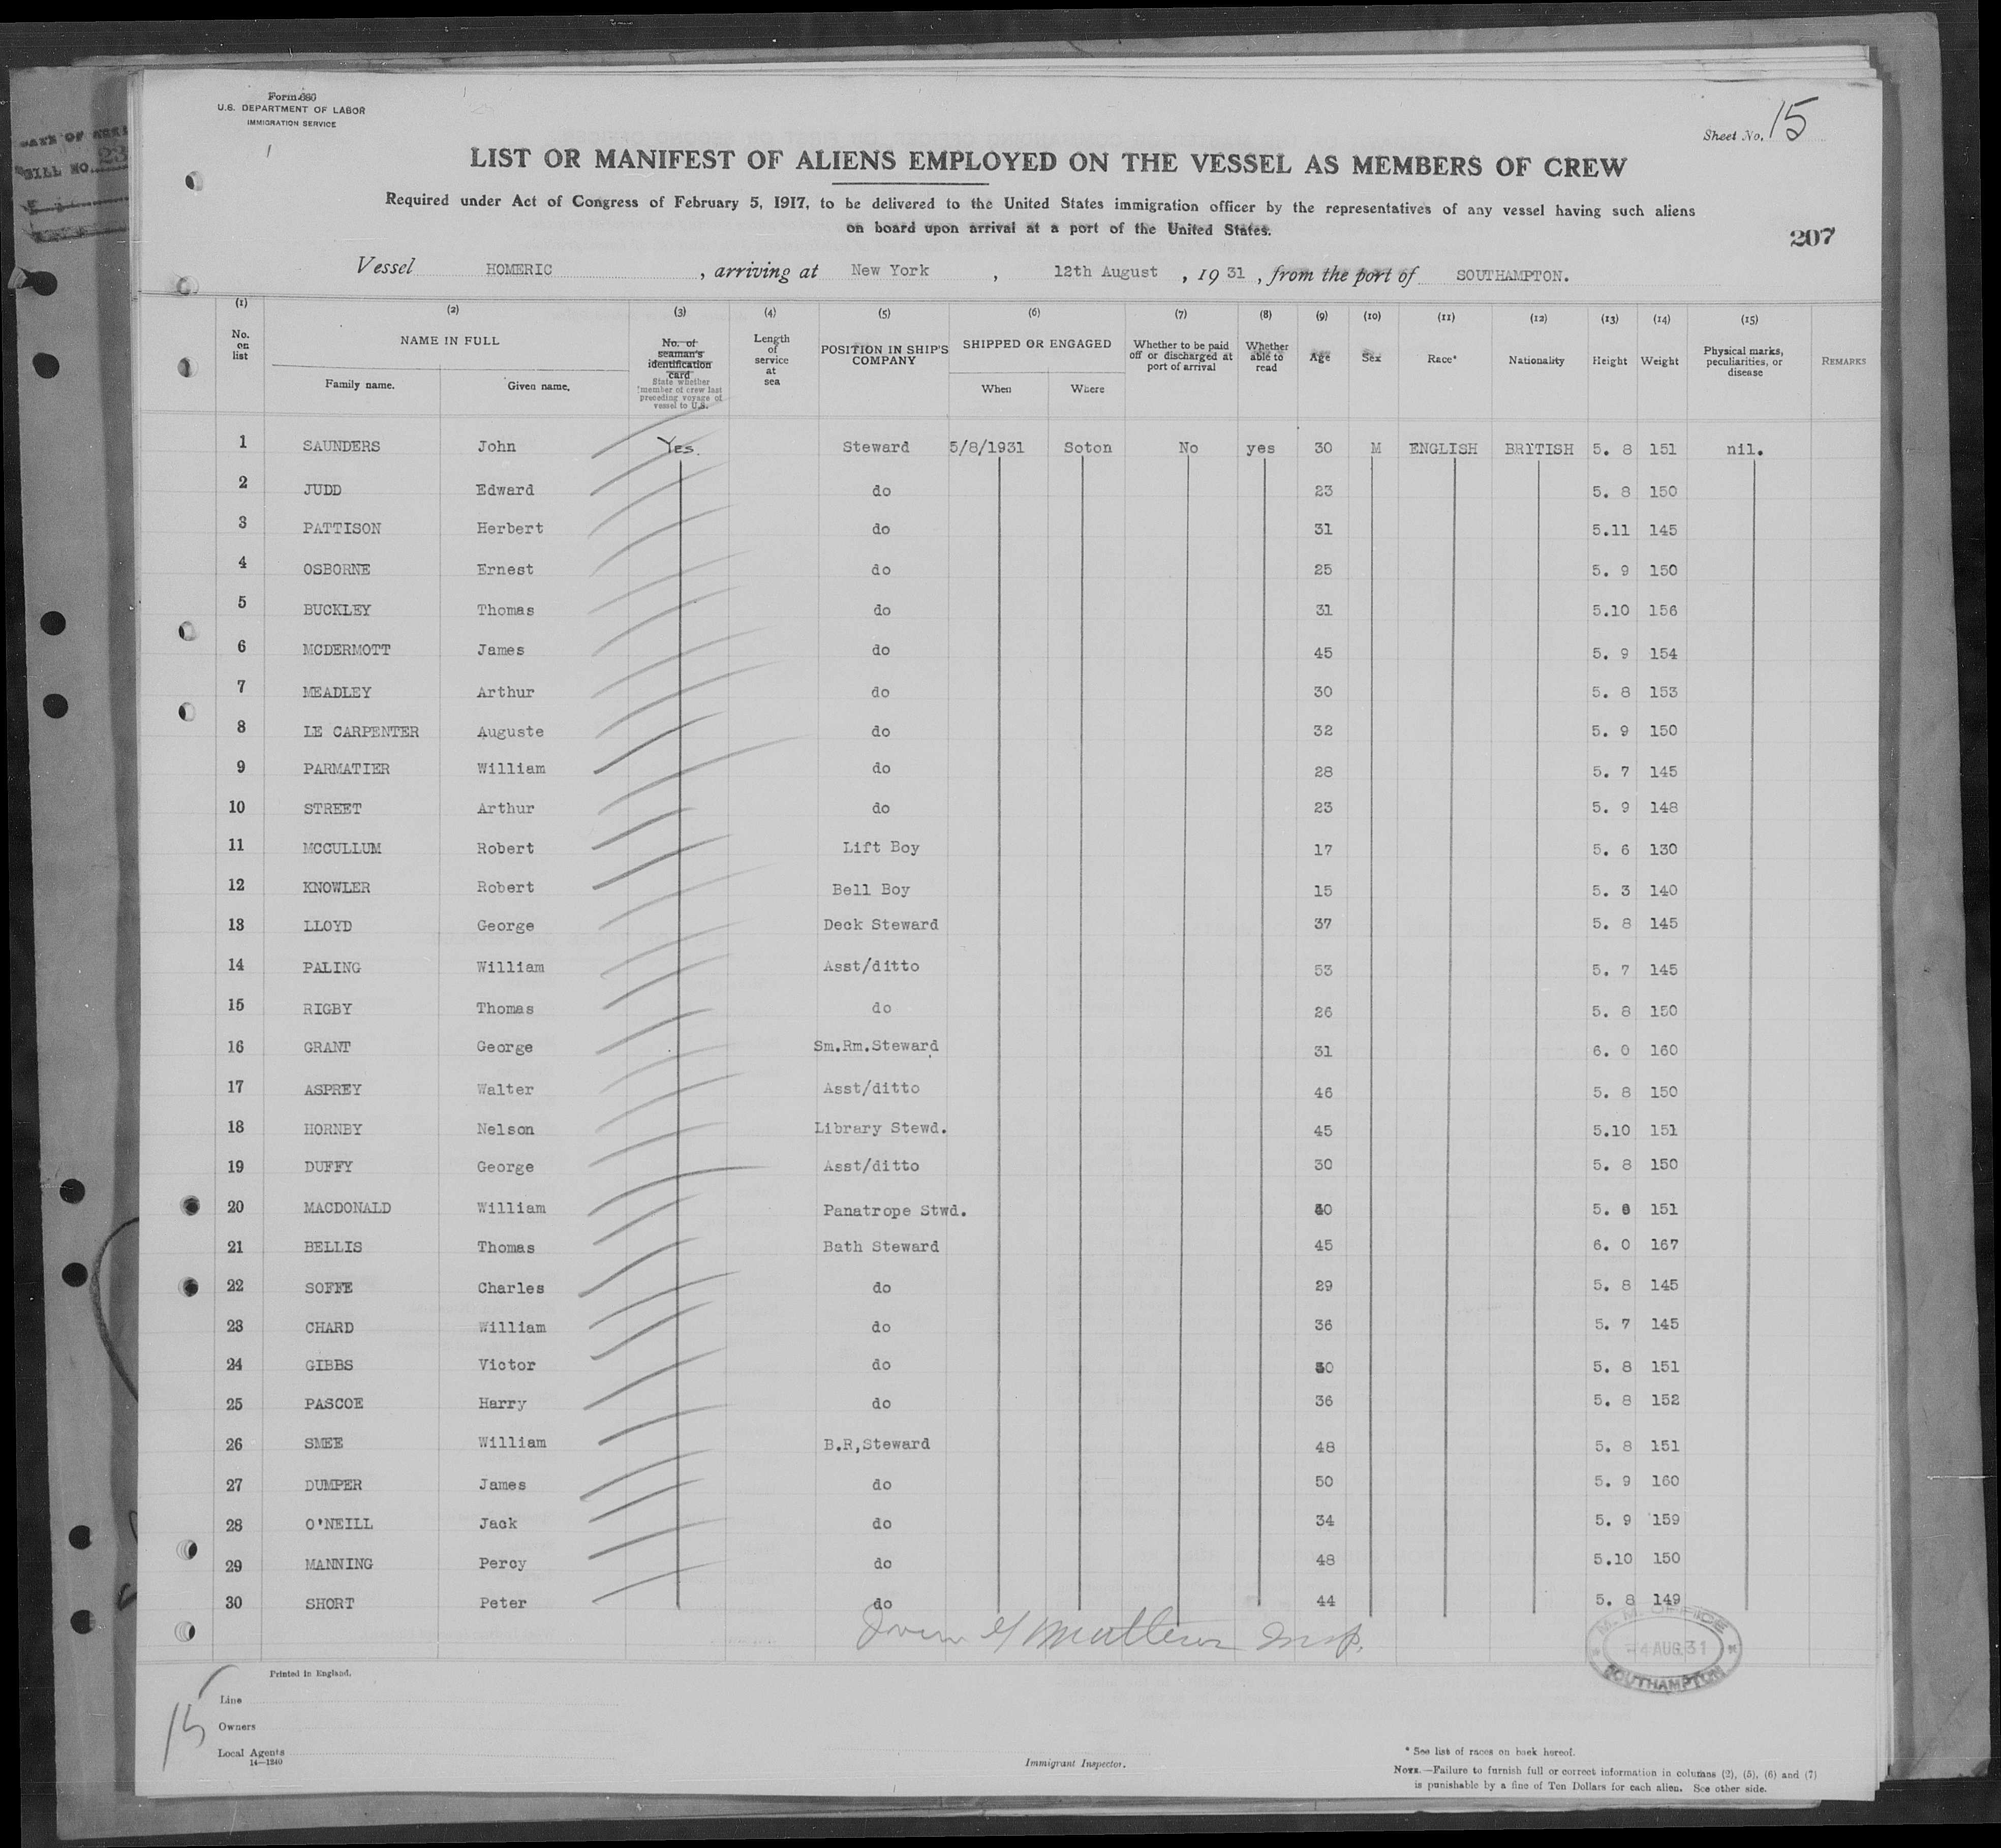 Form 680
U.S. DEPARTMENT OF LABOR
IMMIGRATION SERVICE
Sheet No. 15
BILL NO. 23
LIST OR MANIFEST OF ALIENS EMPLOYED ON THE VESSEL AS MEMBERS OF CREW
Required under Act of Congress of February 5, 1917, to be delivered to the United States immigration officer by the representatives of any vessel having such aliens
on board upon arrival at a port of the United States.
207
Vessel HOMERIC , arriving at New York , 12th August , 19 31 , from the port of SOUTHAMPTON.
(1) (2) (3) (4) (5) (6) (7) (8) (9) (10) (11) (12) (13) (14) (15)
No. on list
NAME IN FULL
Family name. Given name.
No. of seaman's identification card
State whether member of crew last preceding voyage of vessel to U.S.
Length of service at sea
POSITION IN SHIP'S COMPANY
SHIPPED OR ENGAGED
When Where
Whether to be paid off or discharged at port of arrival
Whether able to read
Age
Sex
Race*
Nationality
Height
Weight
Physical marks, peculiarities, or disease
REMARKS
1 SAUNDERS John Yes. Steward 5/8/1931 Soton No yes 30 M ENGLISH BRITISH 5. 8 151 nil.
2 JUDD Edward do 23 5. 8 150
3 PATTISON Herbert do 31 5.11 145
4 OSBORNE Ernest do 25 5. 9 150
5 BUCKLEY Thomas do 31 5.10 156
6 MCDERMOTT James do 45 5. 9 154
7 MEADLEY Arthur do 30 5. 8 153
8 LE CARPENTER Auguste do 32 5. 9 150
9 PARMATIER William do 28 5. 7 145
10 STREET Arthur do 23 5. 9 148
11 MCCULLUM Robert Lift Boy 17 5. 6 130
12 KNOWLER Robert Bell Boy 15 5. 3 140
13 LLOYD George Deck Steward 37 5. 8 145
14 PALING William Asst/ditto 53 5. 7 145
15 RIGBY Thomas do 26 5. 8 150
16 GRANT George Sm.Rm.Steward 31 6. 0 160
17 ASPREY Walter Asst/ditto 46 5. 8 150
18 HORNBY Nelson Library Stewd. 45 5.10 151
19 DUFFY George Asst/ditto 30 5. 8 150
20 MACDONALD William Panatrope Stwd. 5. 151
21 BELLIS Thomas Bath Steward 45 6. 0 167
22 SOFFE Charles do 29 5. 8 145
23 CHARD William do 36 5. 7 145
24 GIBBS Victor do 5. 8 151
25 PASCOE Harry do 36 5. 8 152
26 SMEE William B.R,Steward 48 5. 8 151
27 DUMPER James do 50 5. 9 160
28 O'NEILL Jack do 34 5. 9 159
29 MANNING Percy do 48 5.10 150
30 SHORT Peter do 44 5. 8 149
M.M. OFFICE
4 AUG 31
SOUTHAMPTON
Printed in England.
15
Line
Owners
Local Agents
14—1240
Immigrant Inspector.
* See list of races on back hereof.
NOTE.—Failure to furnish full or correct information in columns (2), (5), (6) and (7)
is punishable by a fine of Ten Dollars for each alien. See other side.